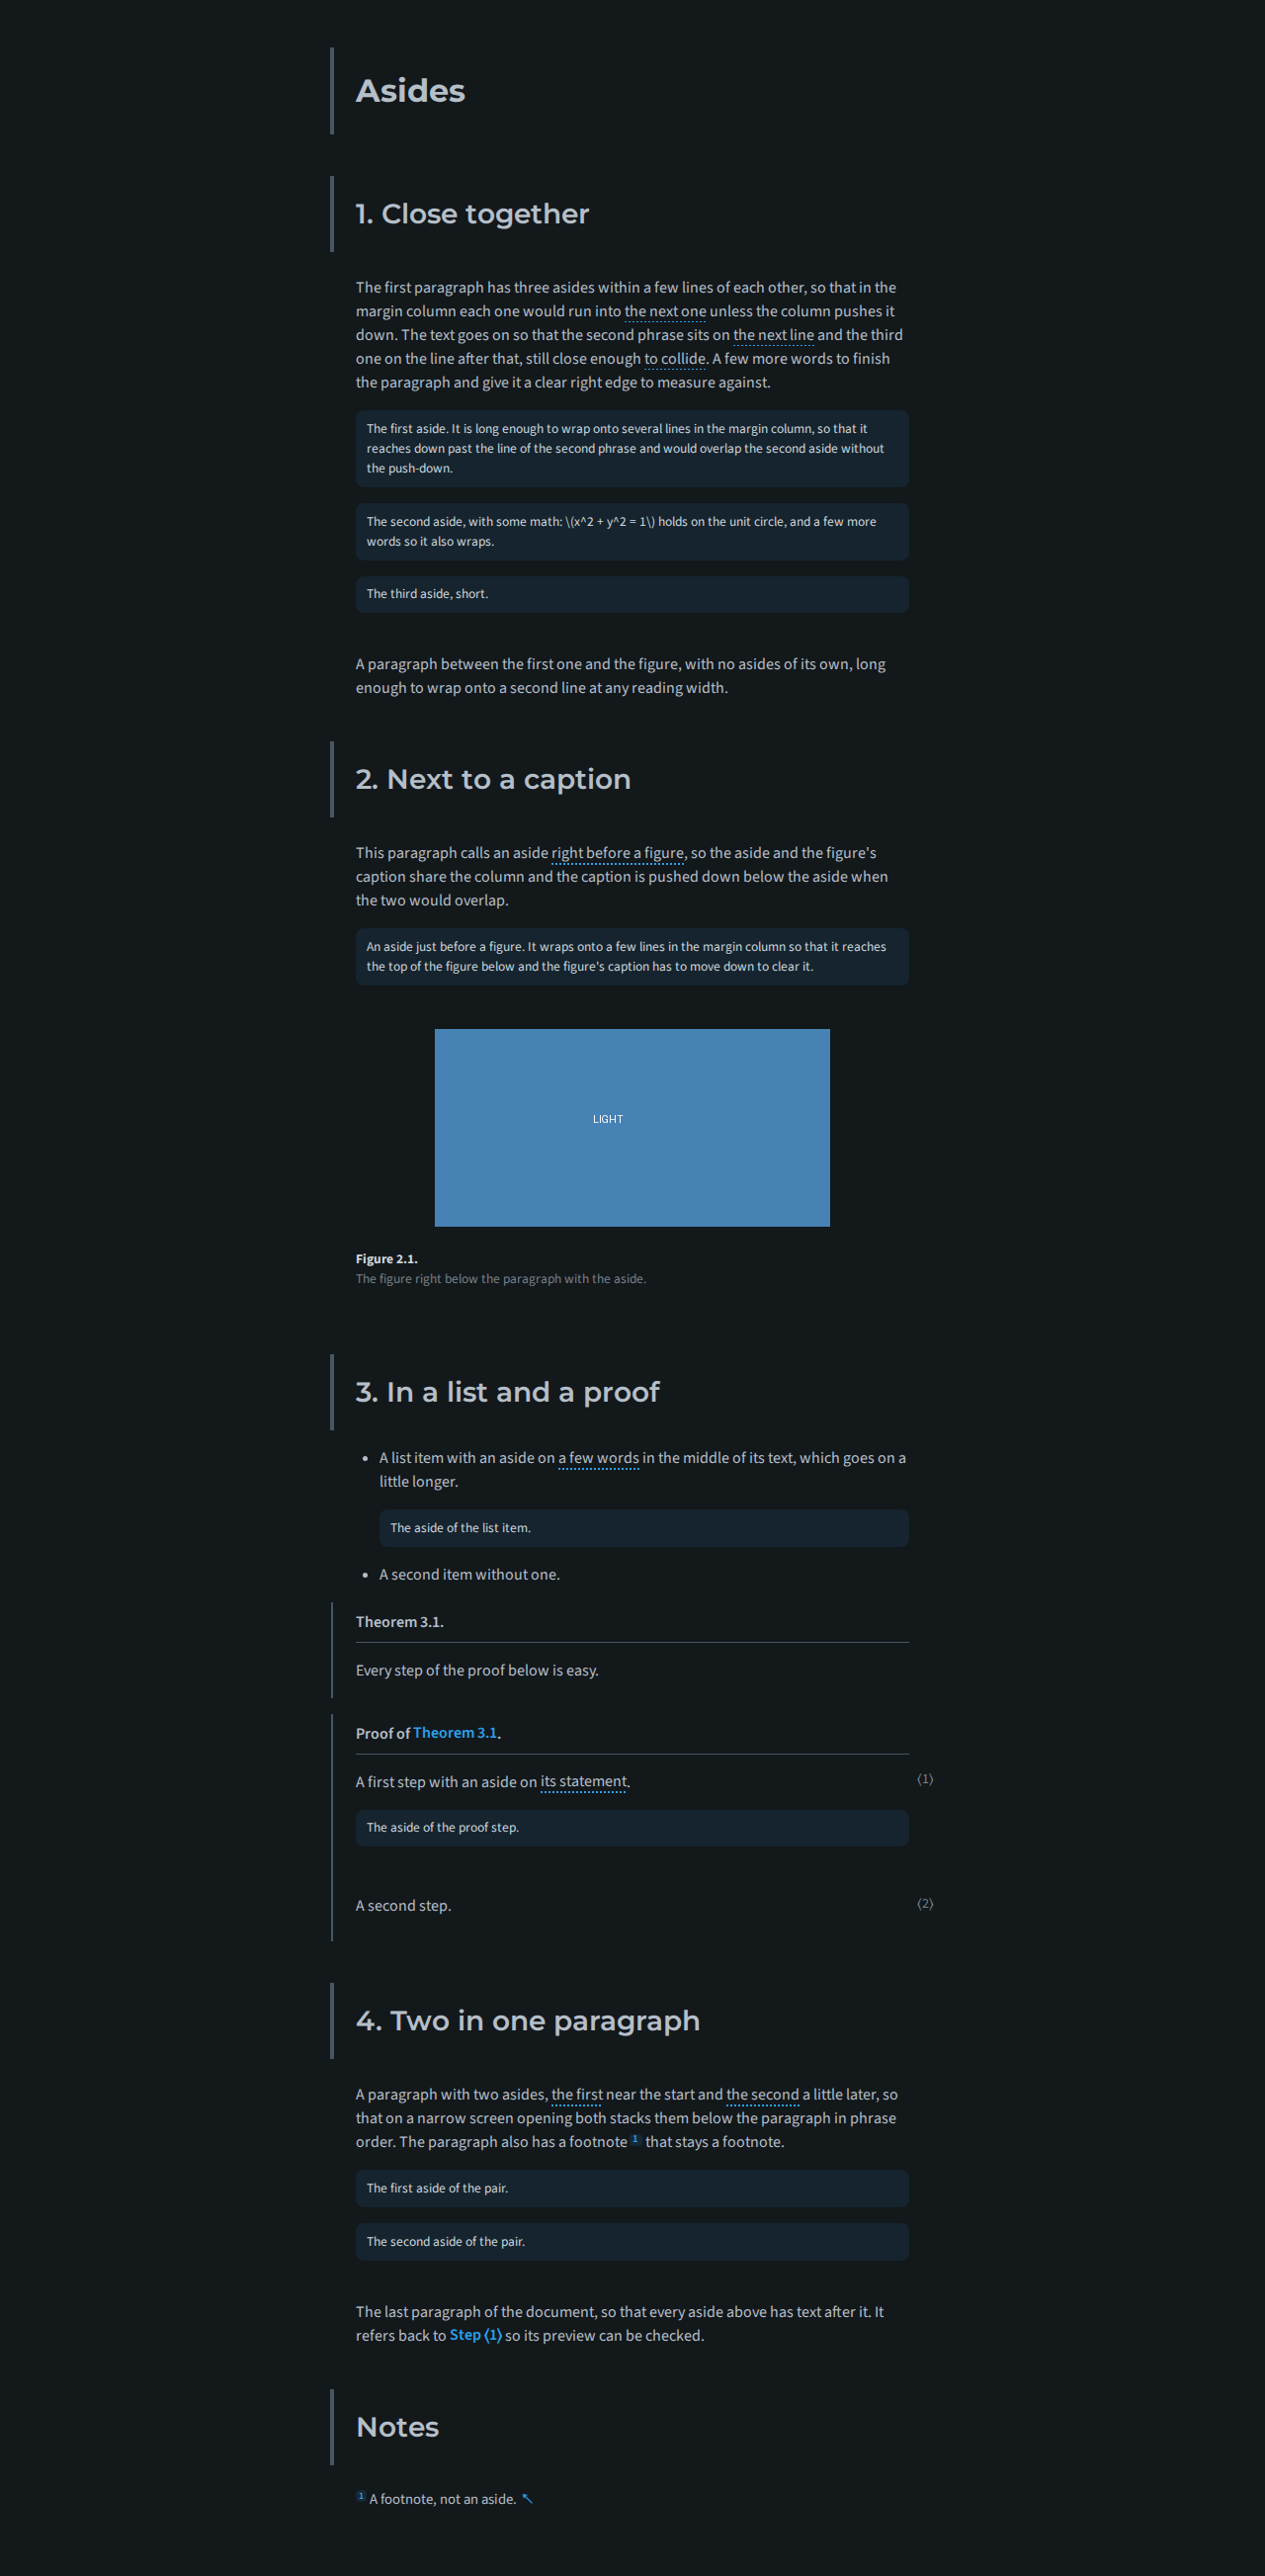 Asides
1. Close together
The first paragraph has three asides within a few lines of each other, so that in the
margin column each one would run into the next one unless the column pushes it
down. The text goes on so that the second phrase sits on the next line and the third
one on the line after that, still close enough to collide. A few more words to finish
the paragraph and give it a clear right edge to measure against.
The first aside. It is long enough to wrap onto several lines in the margin column, so that it
reaches down past the line of the second phrase and would overlap the second aside without
the push-down.
The second aside, with some math: \(x^2 + y^2 = 1\) holds on the unit circle, and a few more
words so it also wraps.
The third aside, short.
A paragraph between the first one and the figure, with no asides of its own, long
enough to wrap onto a second line at any reading width.
2. Next to a caption
This paragraph calls an aside right before a figure, so the aside and the figure's
caption share the column and the caption is pushed down below the aside when
the two would overlap.
An aside just before a figure. It wraps onto a few lines in the margin column so that it reaches
the top of the figure below and the figure's caption has to move down to clear it.
LIGHT
Figure 2.1.
The figure right below the paragraph with the aside.
3. In a list and a proof
• A list item with an aside on a few words in the middle of its text, which goes on a
little longer.
The aside of the list item.
• A second item without one.
Theorem 3.1.
Every step of the proof below is easy.
Proof of Theorem 3.1.
A first step with an aside on its statement. ⟨1⟩
The aside of the proof step.
A second step. ⟨2⟩
4. Two in one paragraph
A paragraph with two asides, the first near the start and the second a little later, so
that on a narrow screen opening both stacks them below the paragraph in phrase
order. The paragraph also has a footnote 1 that stays a footnote.
The first aside of the pair.
The second aside of the pair.
The last paragraph of the document, so that every aside above has text after it. It
refers back to Step ⟨1⟩ so its preview can be checked.
Notes
1 A footnote, not an aside. ↖